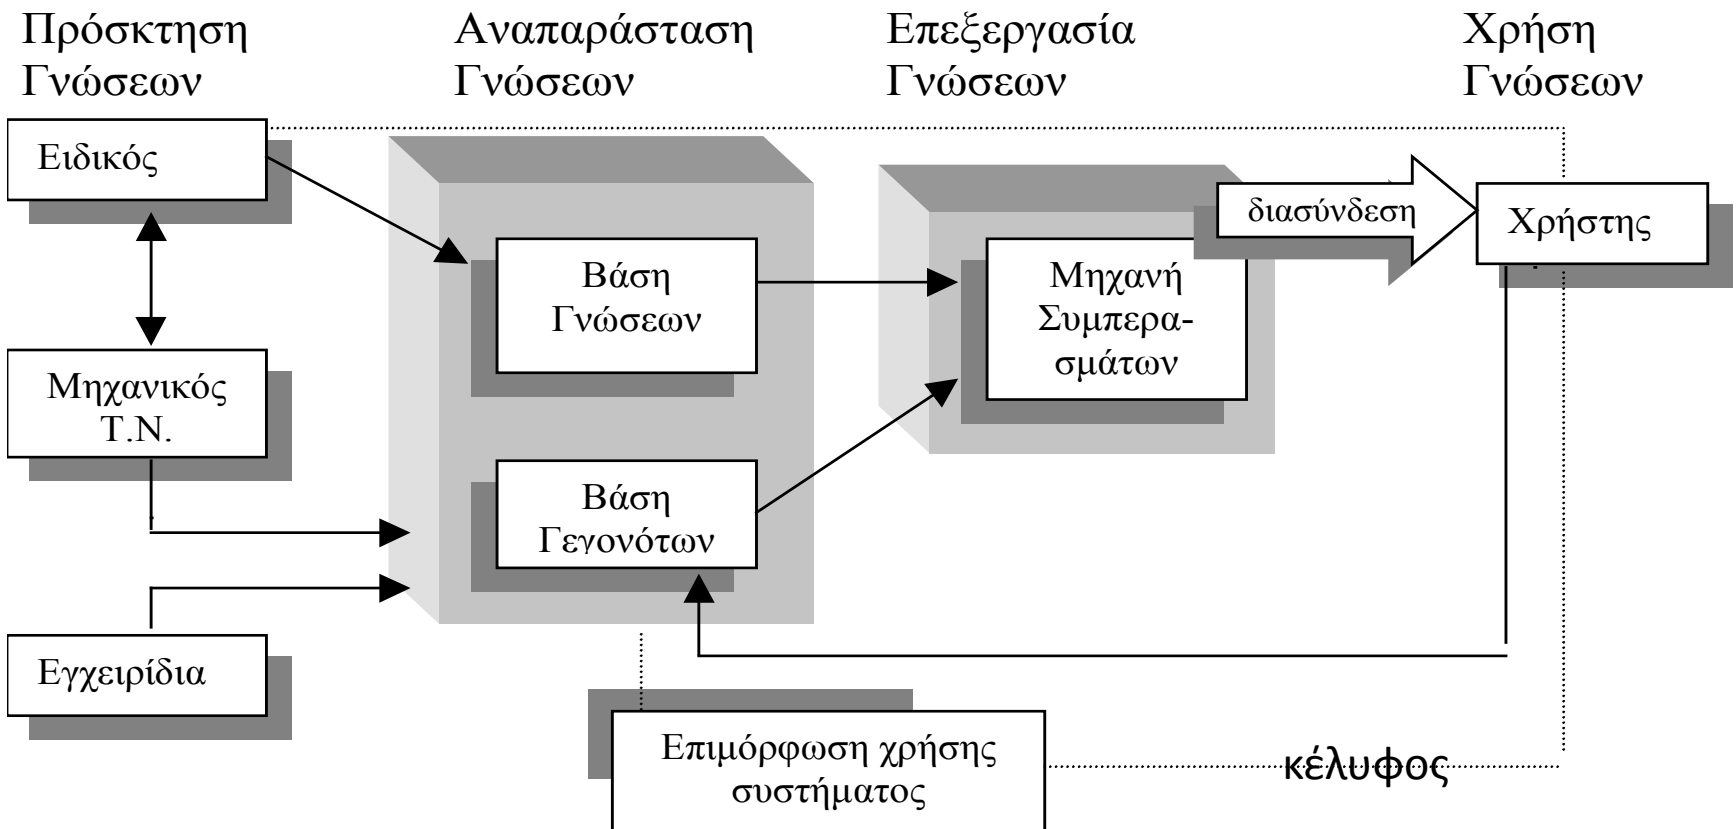 Πρόσκτηση
Γνώσεων
Αναπαράσταση
Γνώσεων
Επεξεργασία
Γνώσεων
Χρήση
Γνώσεων
Ειδικός
Μηχανικός
Τ.Ν.
Εγχειρίδια
Βάση
Γνώσεων
Βάση
Γεγονότων
Μηχανή
Συμπερα-
σμάτων
διασύνδεση
Χρήστης
Επιμόρφωση χρήσης
συστήματος
κέλυφος